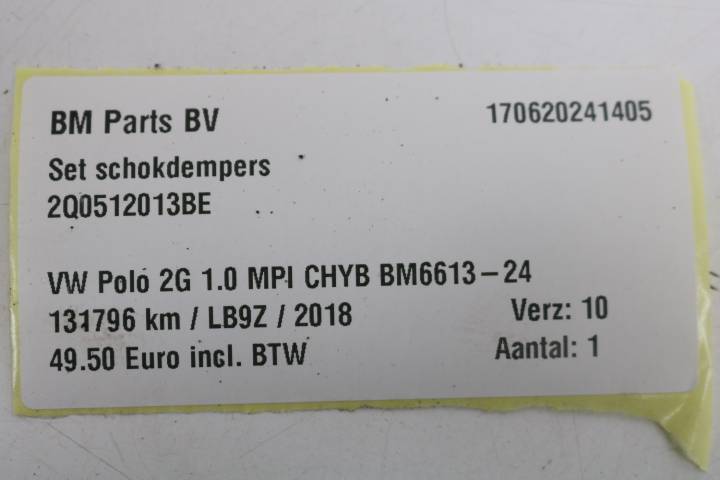 BM Parts BV 170620241405
Set schokdempers
2Q0512013BE
VW Polo 2G 1.0 MPI CHYB BM6613-24
131796 km / LB9Z / 2018 Verz: 10
49.50 Euro incl. BTW Aantal: 1